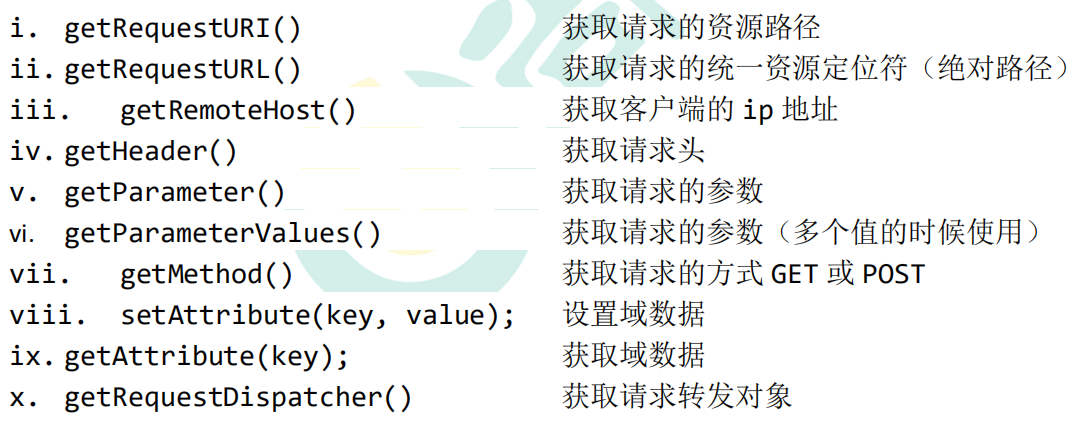 i. getRequestURI() 获取请求的资源路径
ii. getRequestURL() 获取请求的统一资源定位符（绝对路径）
iii. getRemoteHost() 获取客户端的 ip 地址
iv. getHeader() 获取请求头
v. getParameter() 获取请求的参数
vi. getParameterValues() 获取请求的参数（多个值的时候使用）
vii. getMethod() 获取请求的方式 GET 或 POST
viii. setAttribute(key, value); 设置域数据
ix. getAttribute(key); 获取域数据
x. getRequestDispatcher() 获取请求转发对象